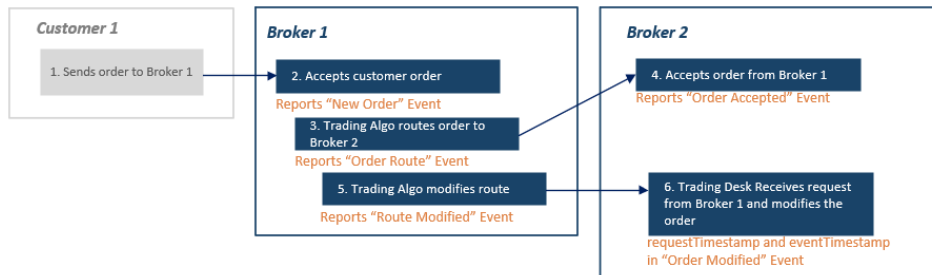 Customer 1
1. Sends order to Broker 1
Broker 1
2. Accepts customer order
Reports “New Order” Event
3. Trading Algo routes order to
Broker 2
Reports “Order Route” Event
5. Trading Algo modifies route
Reports “Route Modified” Event
Broker 2
4. Accepts order from Broker 1
Reports “Order Accepted” Event
6. Trading Desk Receives request
from Broker 1 and modifies the
order
requestTimestamp and eventTimestamp
in “Order Modified” Event